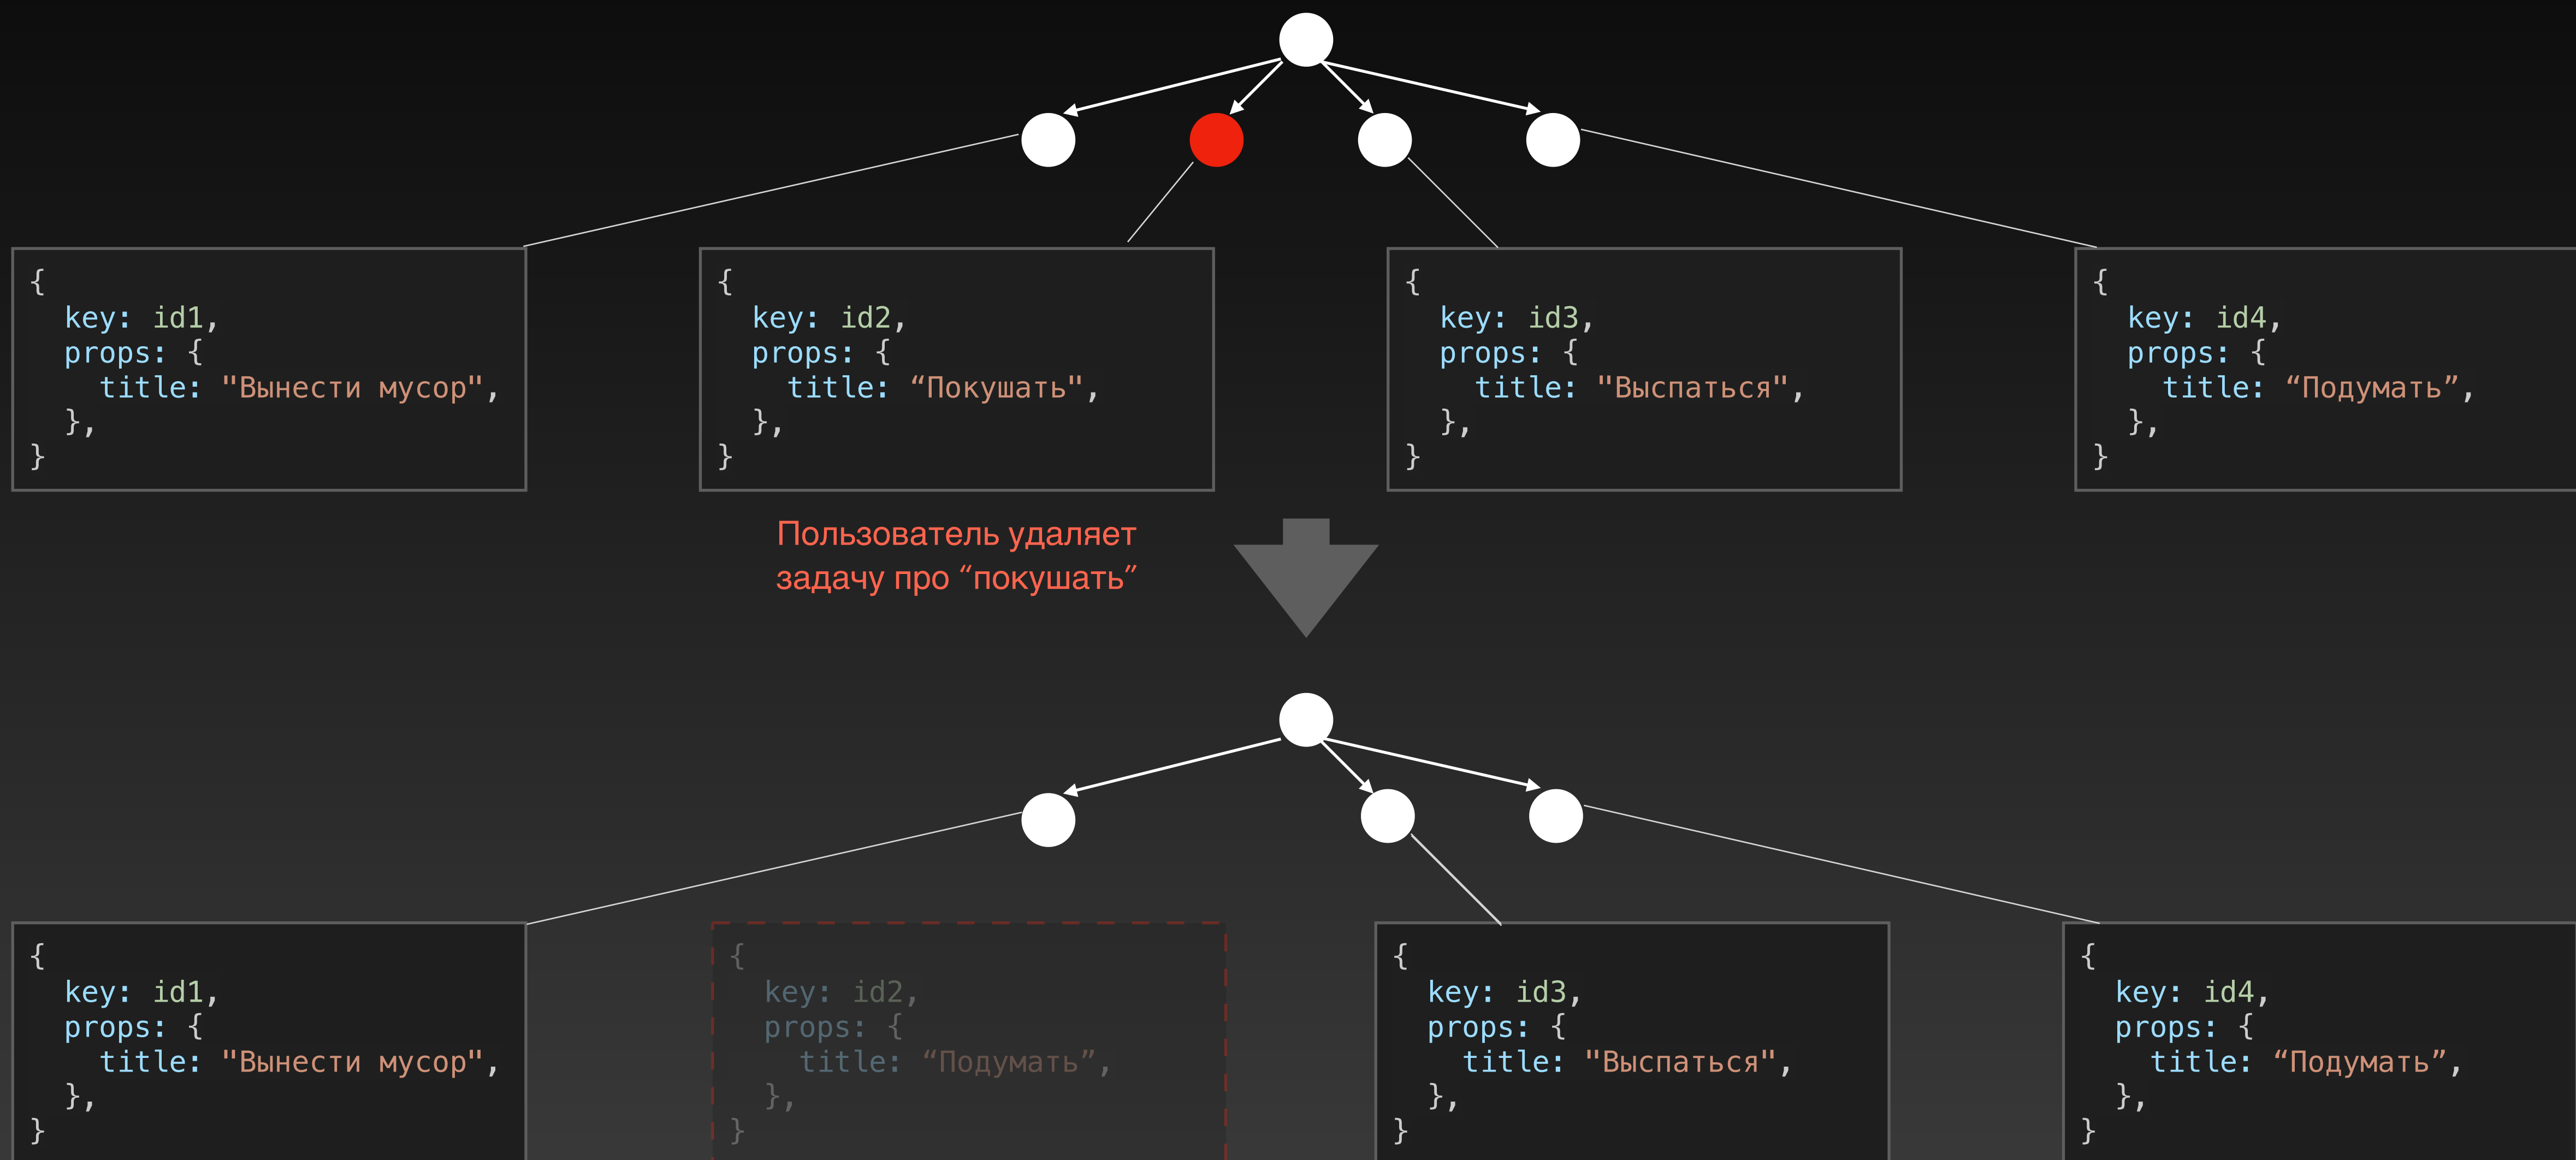 {
key: id1,
props: {
title: "Вынести мусор",
},
}
{
key: id2,
props: {
title: “Покушать",
},
}
{
key: id3,
props: {
title: "Выспаться",
},
}
{
key: id4,
props: {
title: “Подумать”,
},
}
Пользователь удаляет
задачу про “покушать”
{
key: id1,
props: {
title: "Вынести мусор",
},
}
{
key: id2,
props: {
title: “Подумать”,
},
}
{
key: id3,
props: {
title: "Выспаться",
},
}
{
key: id4,
props: {
title: “Подумать”,
},
}